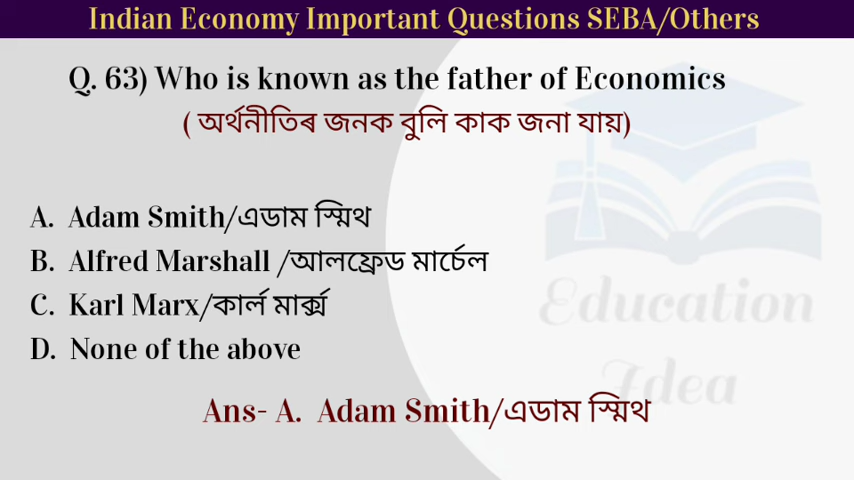 Indian Economy Important Questions SEBA/Others
Q. 63) Who is known as the father of Economics
( অৰ্থনীতিৰ জনক বুলি কাক জনা যায়)
A. Adam Smith/এডাম স্মিথ
B. Alfred Marshall /আলফ্ৰেড মাৰ্চেল
C. Karl Marx/কাৰ্ল মাৰ্ক্স
D. None of the above
Ans- A. Adam Smith/এডাম স্মিথ
Education
Idea